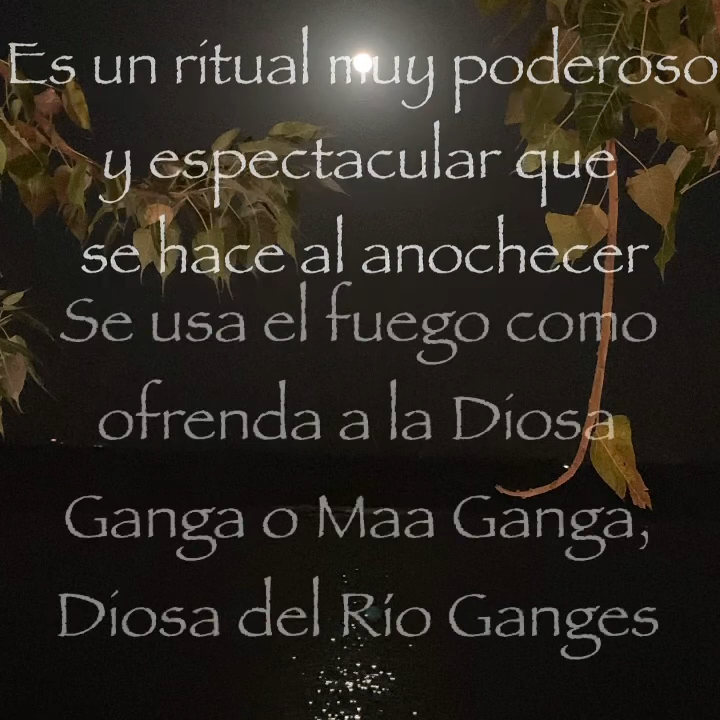 Es un ritual muy poderoso
y espectacular que
se hace al anochecer
Se usa el fuego como
ofrenda a la Diosa
Ganga o Maa Ganga,
Diosa del Río Ganges